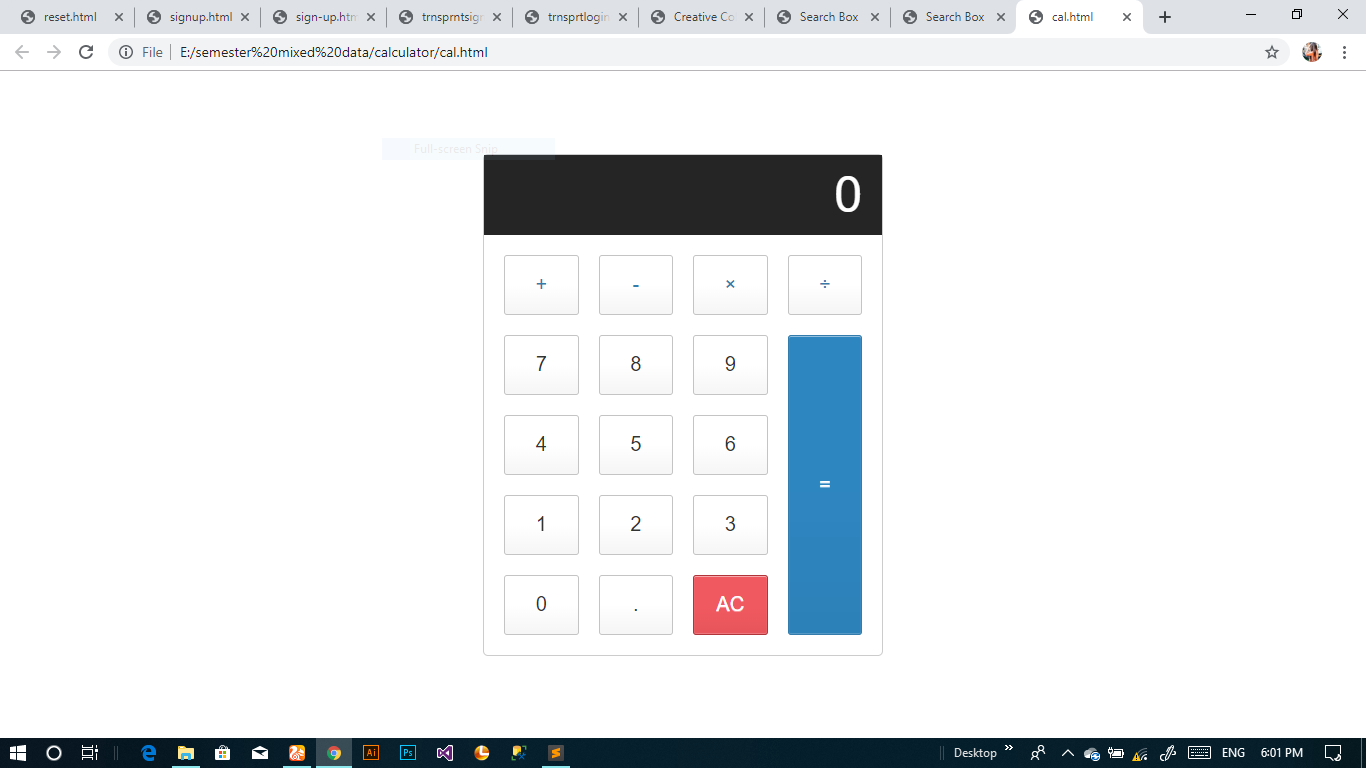 reset.html signup.html sign-up.htm trnsprntsign trnsprtlogin Creative Co Search Box Search Box cal.html
File E:/semester%20mixed%20data/calculator/cal.html
Full-screen Snip
0
+ - × ÷
7 8 9
4 5 6
=
1 2 3
0 . AC
Ai Ps Desktop ENG 6:01 PM